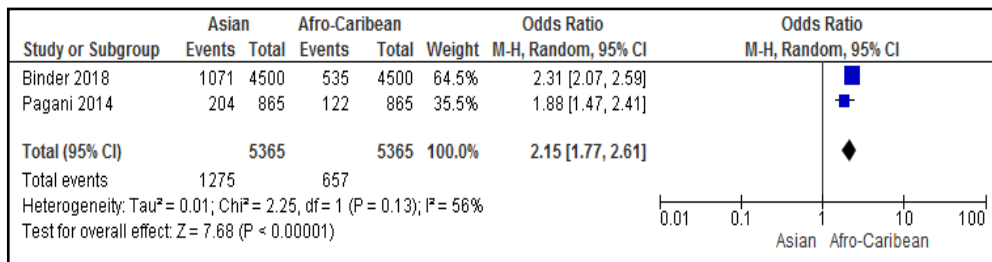 Asian Afro-Caribbean Odds Ratio Odds Ratio
Study or Subgroup Events Total Events Total Weight M-H, Random, 95% CI M-H, Random, 95% CI
Binder 2018 1071 4500 535 4500 64.5% 2.31 [2.07, 2.59]
Pagani 2014 204 865 122 865 35.5% 1.88 [1.47, 2.41]
Total (95% CI) 5365 5365 100.0% 2.15 [1.77, 2.61]
Total events 1275 657
Heterogeneity: Tau² = 0.01; Chi² = 2.25, df = 1 (P = 0.13); I² = 56%
Test for overall effect: Z = 7.68 (P < 0.00001)
0.01 0.1 1 10 100
Asian Afro-Caribbean